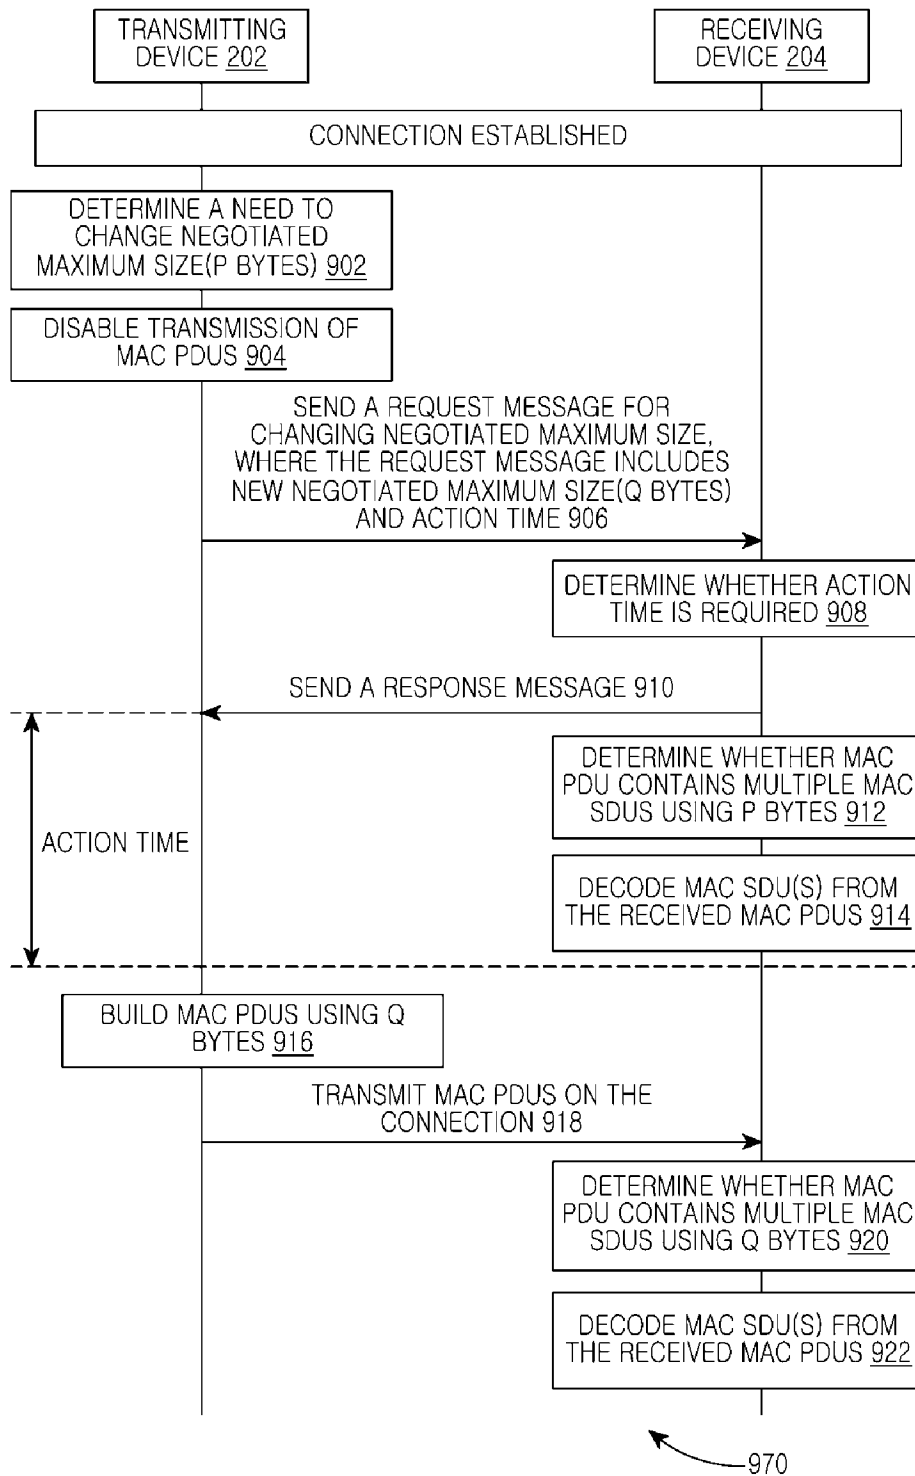 TRANSMITTING
DEVICE 202
RECEIVING
DEVICE 204
CONNECTION ESTABLISHED
DETERMINE A NEED TO
CHANGE NEGOTIATED
MAXIMUM SIZE(P BYTES) 902
DISABLE TRANSMISSION OF
MAC PDUS 904
SEND A REQUEST MESSAGE FOR
CHANGING NEGOTIATED MAXIMUM SIZE,
WHERE THE REQUEST MESSAGE INCLUDES
NEW NEGOTIATED MAXIMUM SIZE(Q BYTES)
AND ACTION TIME 906
DETERMINE WHETHER ACTION
TIME IS REQUIRED 908
SEND A RESPONSE MESSAGE 910
DETERMINE WHETHER MAC
PDU CONTAINS MULTIPLE MAC
SDUS USING P BYTES 912
ACTION TIME
DECODE MAC SDU(S) FROM
THE RECEIVED MAC PDUS 914
BUILD MAC PDUS USING Q
BYTES 916
TRANSMIT MAC PDUS ON THE
CONNECTION 918
DETERMINE WHETHER MAC
PDU CONTAINS MULTIPLE MAC
SDUS USING Q BYTES 920
DECODE MAC SDU(S) FROM
THE RECEIVED MAC PDUS 922
970